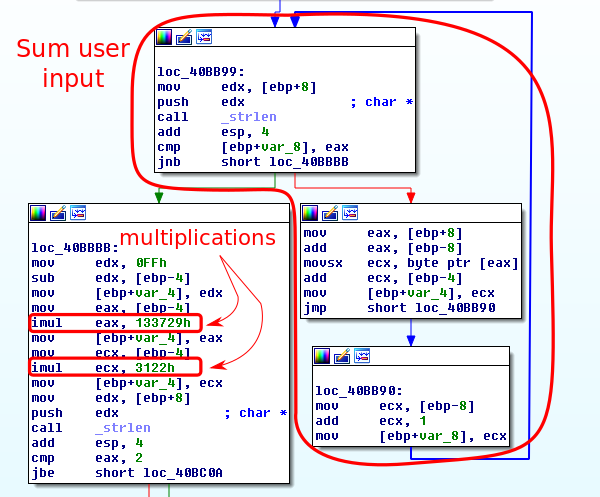 Sum user
input
loc_40BB99:
mov     edx, [ebp+8]
push    edx             ; char *
call    _strlen
add     esp, 4
cmp     [ebp+var_8], eax
jnb     short loc_40BBBB
multiplications
loc_40BBBB:
mov     edx, 0FFh
sub     edx, [ebp-4]
mov     [ebp+var_4], edx
mov     eax, [ebp-4]
imul    eax, 133729h
mov     [ebp+var_4], eax
mov     ecx, [ebp-4]
imul    ecx, 3122h
mov     [ebp+var_4], ecx
mov     edx, [ebp+8]
push    edx             ; char *
call    _strlen
add     esp, 4
cmp     eax, 2
jbe     short loc_40BC0A
mov     eax, [ebp+8]
add     eax, [ebp-8]
movsx   ecx, byte ptr [eax]
add     ecx, [ebp-4]
mov     [ebp+var_4], ecx
jmp     short loc_40BB90
loc_40BB90:
mov     ecx, [ebp-8]
add     ecx, 1
mov     [ebp+var_8], ecx